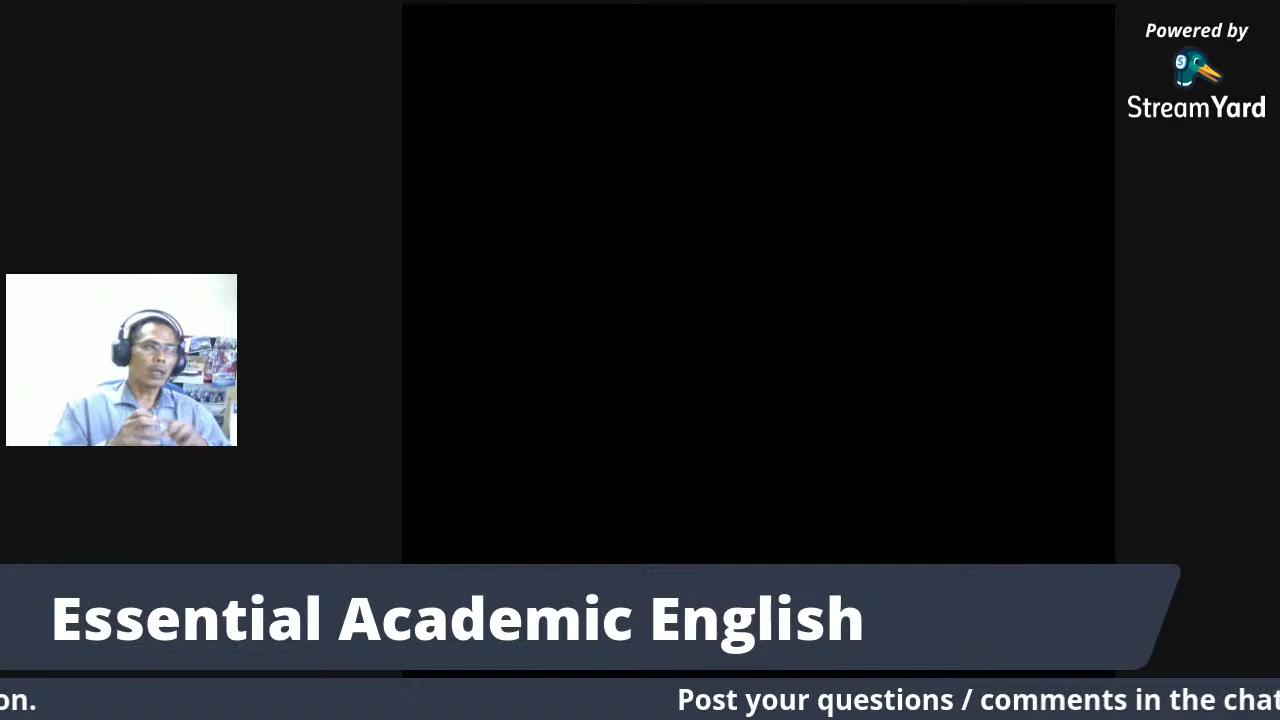 Powered by
StreamYard
Essential Academic English
on.
Post your questions / comments in the chat